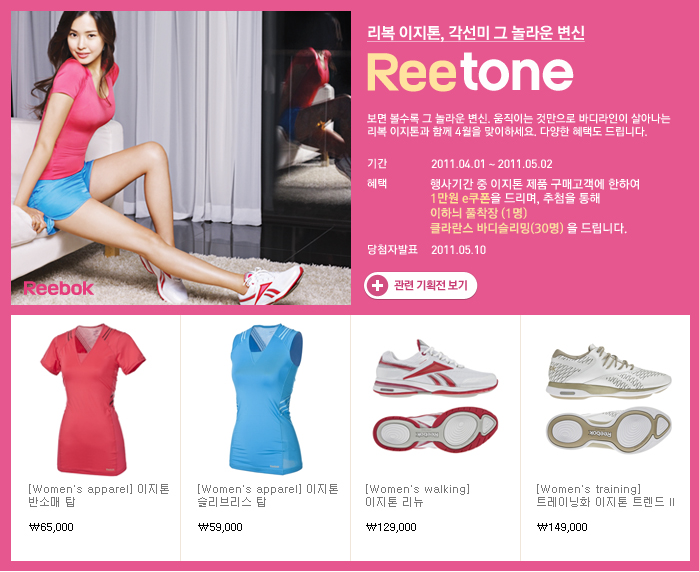 리복 이지톤, 각선미 그 놀라운 변신
Reetone
보면 볼수록 그 놀라운 변신. 움직이는 것만으로 바디라인이 살아나는
리복 이지톤과 함께 4월을 맞이하세요. 다양한 혜택도 드립니다.
기간 2011.04.01 ~ 2011.05.02
혜택 행사기간 중 이지톤 제품 구매고객에 한하여
1만원 e쿠폰을 드리며, 추첨을 통해
이하늬 풀착장 (1명)
클라란스 바디슬리밍(30명) 을 드립니다.
당첨자발표 2011.05.10
관련 기획전 보기
Reebok
[Women's apparel] 이지톤
반소매 탑
₩65,000
[Women's apparel] 이지톤
슬리브리스 탑
₩59,000
Reebok
[Women's walking]
이지톤 리뉴
₩129,000
Reebok
[Women's training]
트레이닝화 이지톤 트렌드 II
₩149,000